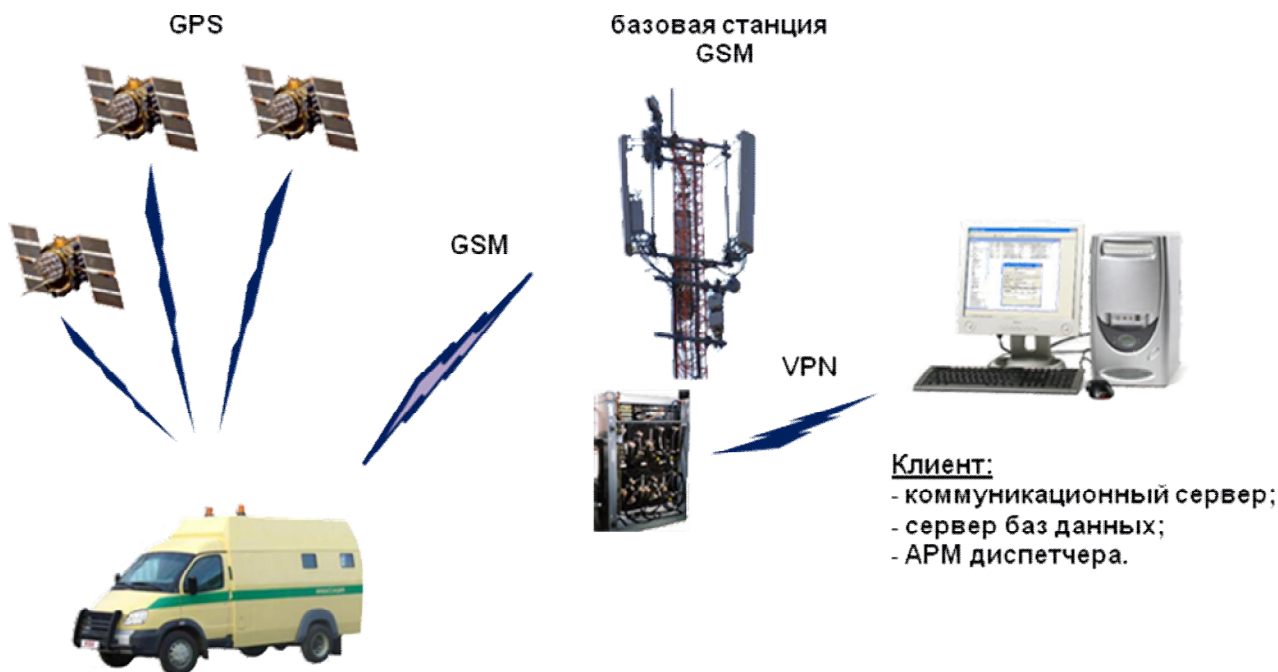 GPS
базовая станция
GSM
GSM
VPN
Клиент:
- коммуникационный сервер;
- сервер баз данных;
- АРМ диспетчера.